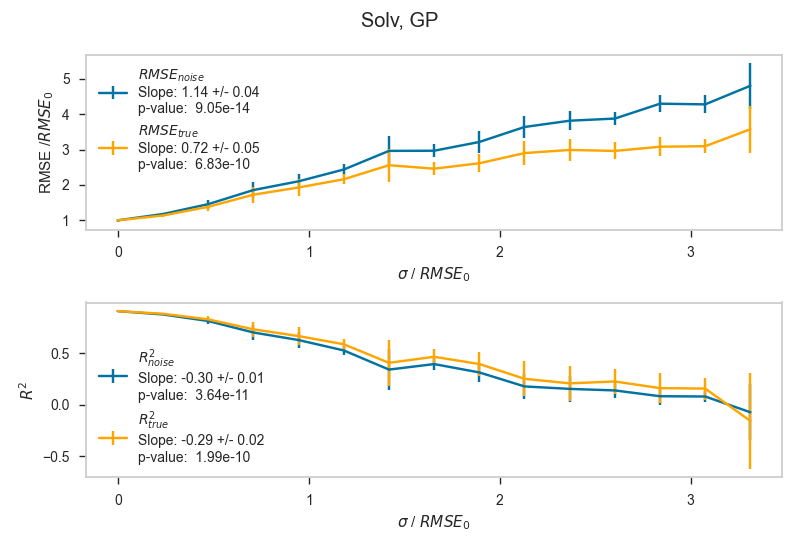 Solv, GP
RMSE /RMSE₀
5
4
3
2
1
RMSE_noise
Slope: 1.14 +/- 0.04
p-value: 9.05e-14
RMSE_true
Slope: 0.72 +/- 0.05
p-value: 6.83e-10
0 1 2 3
σ / RMSE₀
R²
0.5
0.0
−0.5
R²_noise
Slope: -0.30 +/- 0.01
p-value: 3.64e-11
R²_true
Slope: -0.29 +/- 0.02
p-value: 1.99e-10
0 1 2 3
σ / RMSE₀